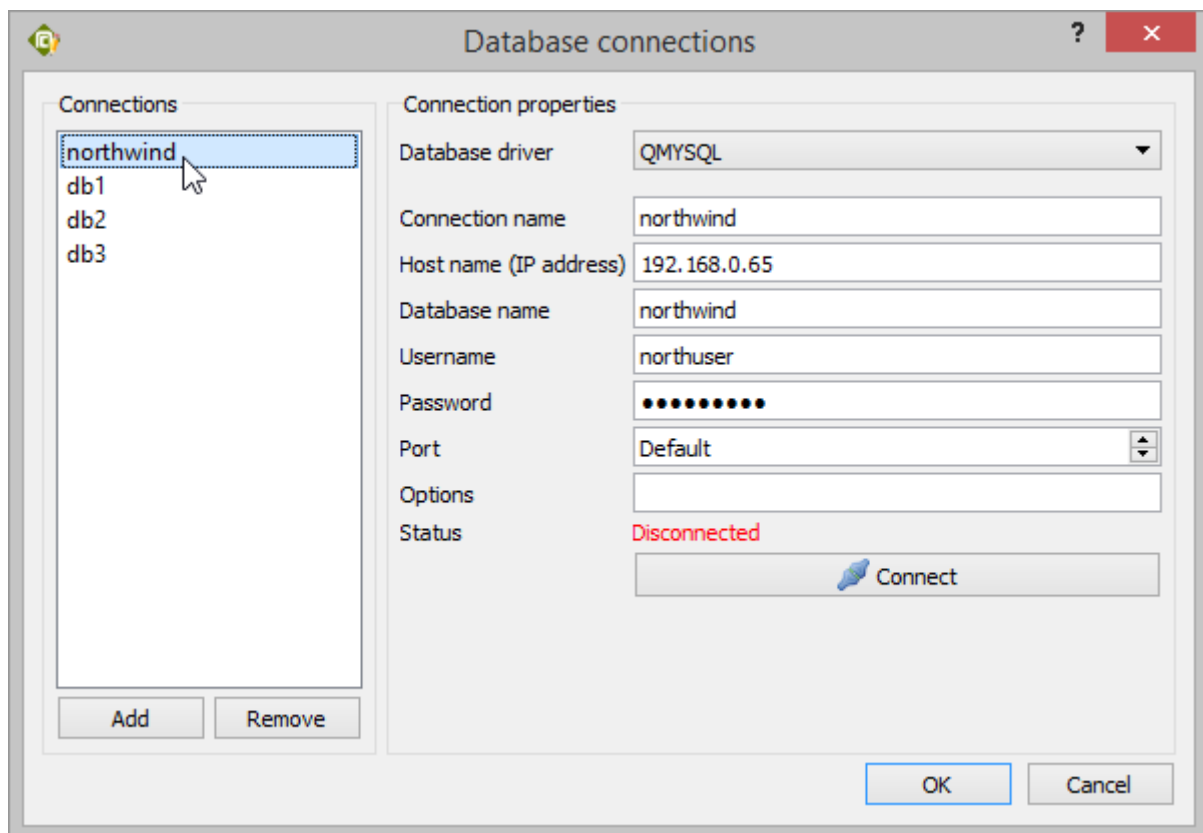 Database connections
?
Connections
northwind
db1
db2
db3
Add
Remove
Connection properties
Database driver QMYSQL
Connection name northwind
Host name (IP address) 192.168.0.65
Database name northwind
Username northuser
Password •••••••••
Port Default
Options
Status Disconnected
Connect
OK
Cancel